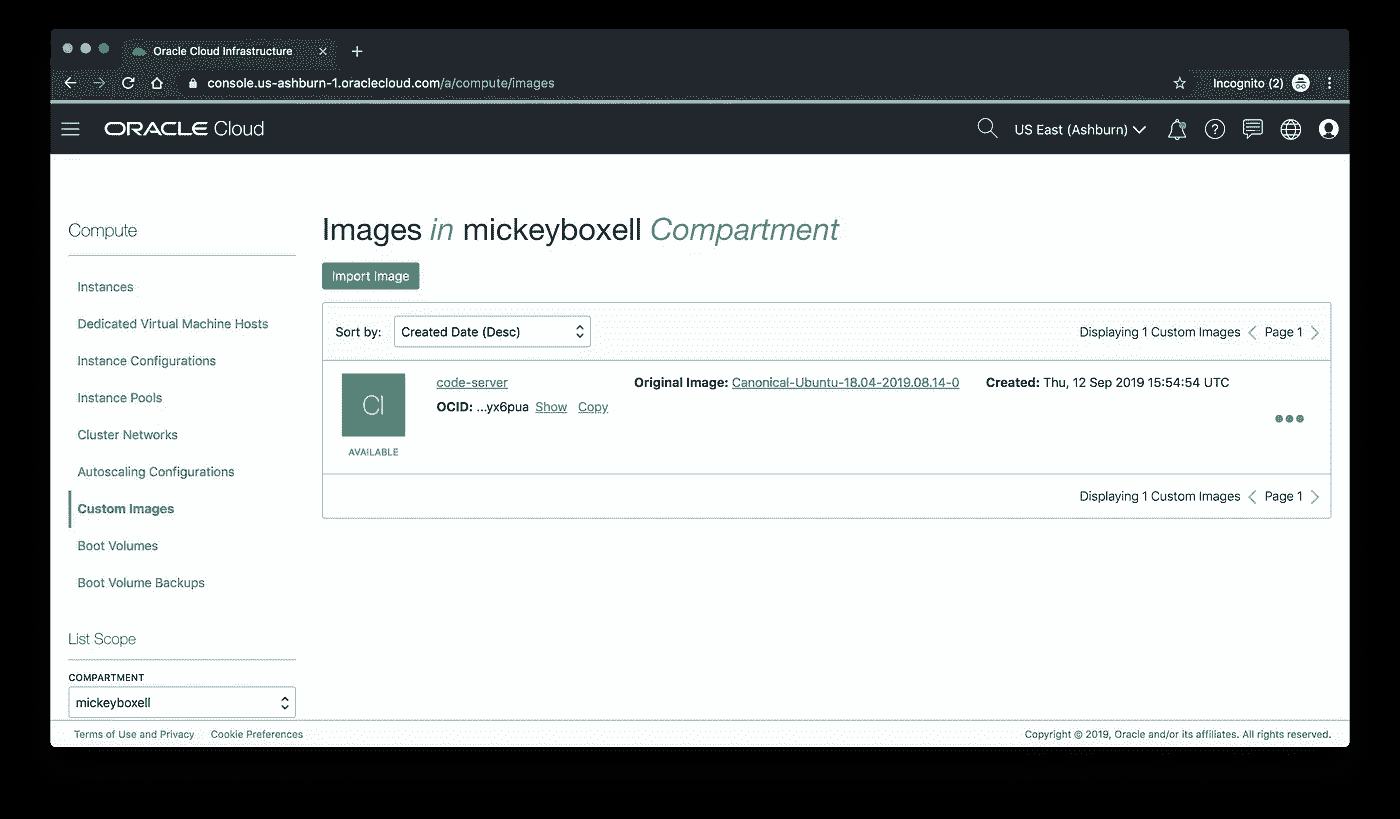 Oracle Cloud Infrastructure
console.us-ashburn-1.oraclecloud.com/a/compute/images
Incognito (2)
ORACLE Cloud
US East (Ashburn)
Compute
Instances
Dedicated Virtual Machine Hosts
Instance Configurations
Instance Pools
Cluster Networks
Autoscaling Configurations
Custom Images
Boot Volumes
Boot Volume Backups
List Scope
COMPARTMENT
mickeyboxell
Images in mickeyboxell Compartment
Import Image
Sort by: Created Date (Desc) Displaying 1 Custom Images Page 1
CI
AVAILABLE
code-server Original Image: Canonical-Ubuntu-18.04-2019.08.14-0 Created: Thu, 12 Sep 2019 15:54:54 UTC
OCID: ...yx6pua Show Copy
Displaying 1 Custom Images Page 1
Terms of Use and Privacy Cookie Preferences Copyright © 2019, Oracle and/or its affiliates. All rights reserved.